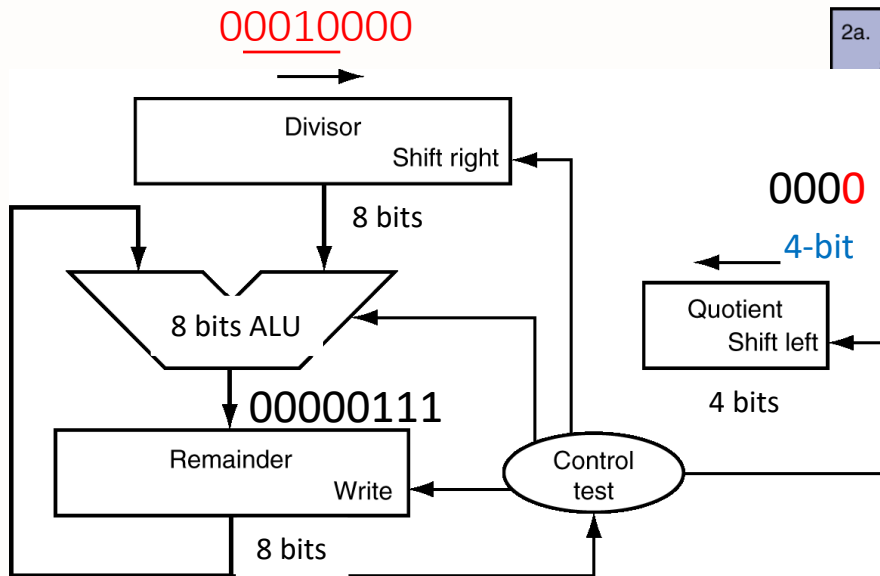 00010000
2a.
Divisor
Shift right
8 bits
0000
4-bit
8 bits ALU
Quotient
Shift left
4 bits
00000111
Remainder
Write
Control
test
8 bits